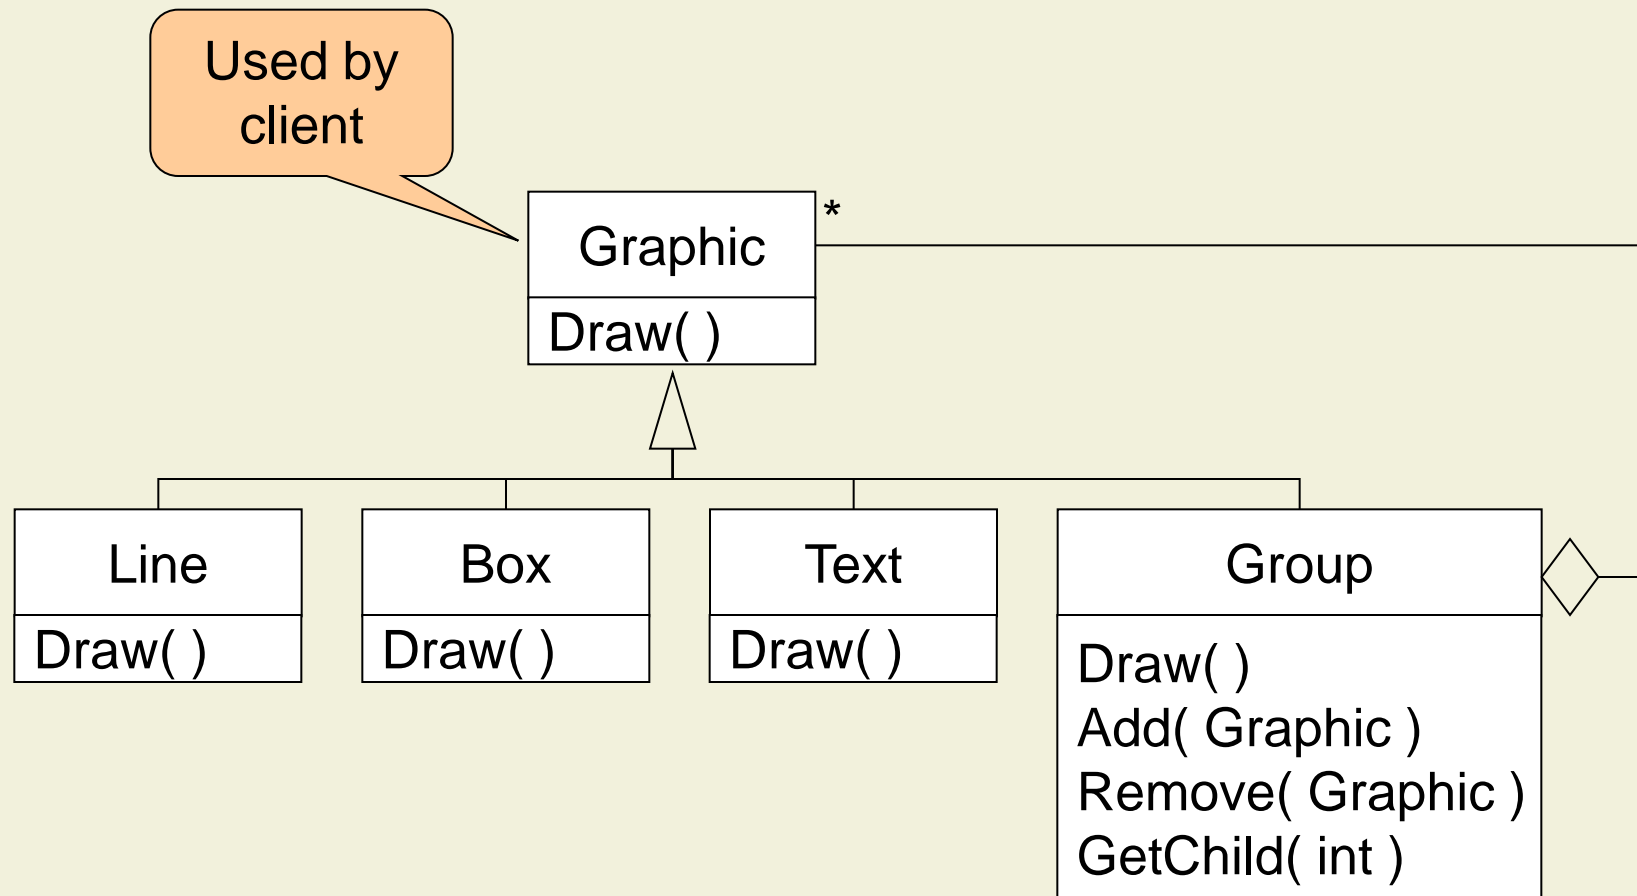 Used by
client
*
Graphic
Draw( )
Line
Box
Text
Group
Draw( )
Draw( )
Draw( )
Draw( )
Add( Graphic )
Remove( Graphic )
GetChild( int )